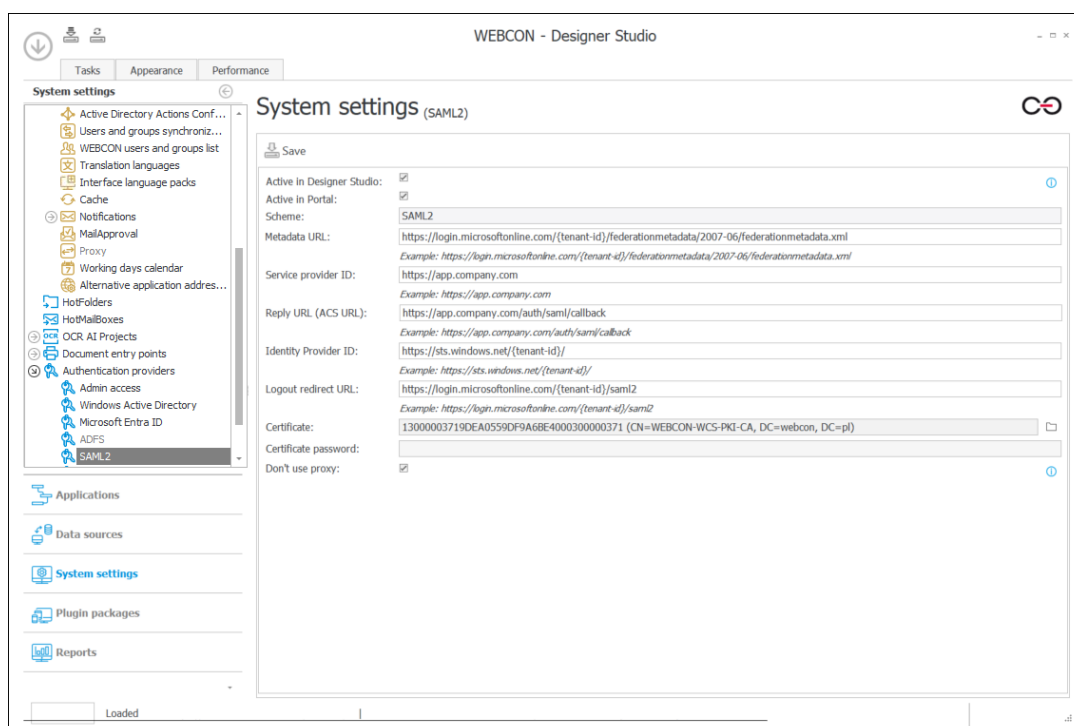 WEBCON - Designer Studio
Tasks
Appearance
Performance
System settings
Active Directory Actions Conf...
Users and groups synchroniz...
WEBCON users and groups list
Translation languages
Interface language packs
Cache
Notifications
MailApproval
Proxy
Working days calendar
Alternative application addres...
HotFolders
HotMailBoxes
OCR AI Projects
Document entry points
Authentication providers
Admin access
Windows Active Directory
Microsoft Entra ID
ADFS
SAML2
Applications
Data sources
System settings
Plugin packages
Reports
System settings (SAML2)
Save
Active in Designer Studio:
Active in Portal:
Scheme: SAML2
Metadata URL: https://login.microsoftonline.com/{tenant-id}/federationmetadata/2007-06/federationmetadata.xml
Example: https://login.microsoftonline.com/{tenant-id}/federationmetadata/2007-06/federationmetadata.xml
Service provider ID: https://app.company.com
Example: https://app.company.com
Reply URL (ACS URL): https://app.company.com/auth/saml/callback
Example: https://app.company.com/auth/saml/callback
Identity Provider ID: https://sts.windows.net/{tenant-id}/
Example: https://sts.windows.net/{tenant-id}/
Logout redirect URL: https://login.microsoftonline.com/{tenant-id}/saml2
Example: https://login.microsoftonline.com/{tenant-id}/saml2
Certificate: 13000003719DEA0559DF9A6BE4000300000371 (CN=WEBCON-WCS-PKI-CA, DC=webcon, DC=pl)
Certificate password:
Don't use proxy:
Loaded